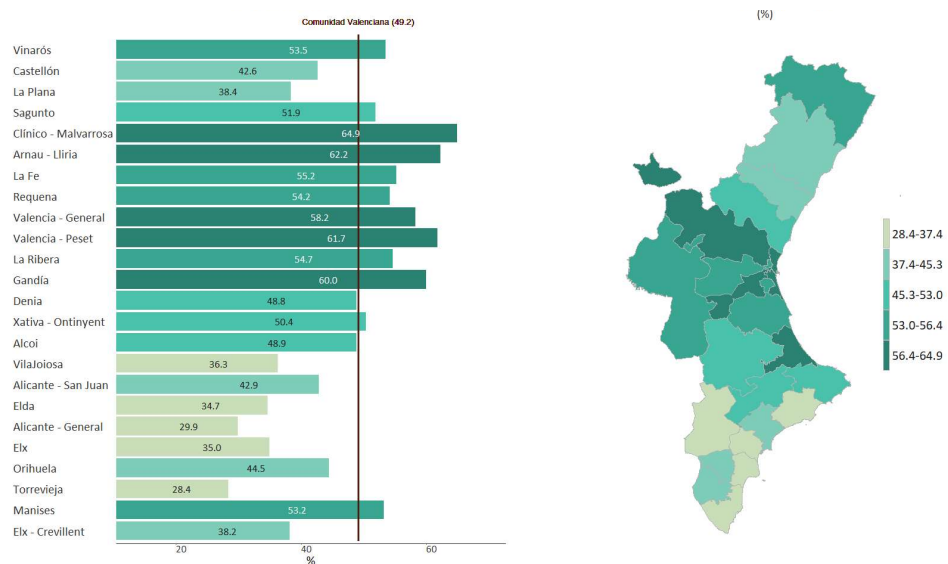 Comunidad Valenciana (49.2)
Vinarós 53.5
Castellón 42.6
La Plana 38.4
Sagunto 51.9
Clínico - Malvarrosa 64.9
Arnau - Lliria 62.2
La Fe 55.2
Requena 54.2
Valencia - General 58.2
Valencia - Peset 61.7
La Ribera 54.7
Gandía 60.0
Denia 48.8
Xativa - Ontinyent 50.4
Alcoi 48.9
VilaJoiosa 36.3
Alicante - San Juan 42.9
Elda 34.7
Alicante - General 29.9
Elx 35.0
Orihuela 44.5
Torrevieja 28.4
Manises 53.2
Elx - Crevillent 38.2
20 40 60
%
(%)
28.4-37.4
37.4-45.3
45.3-53.0
53.0-56.4
56.4-64.9